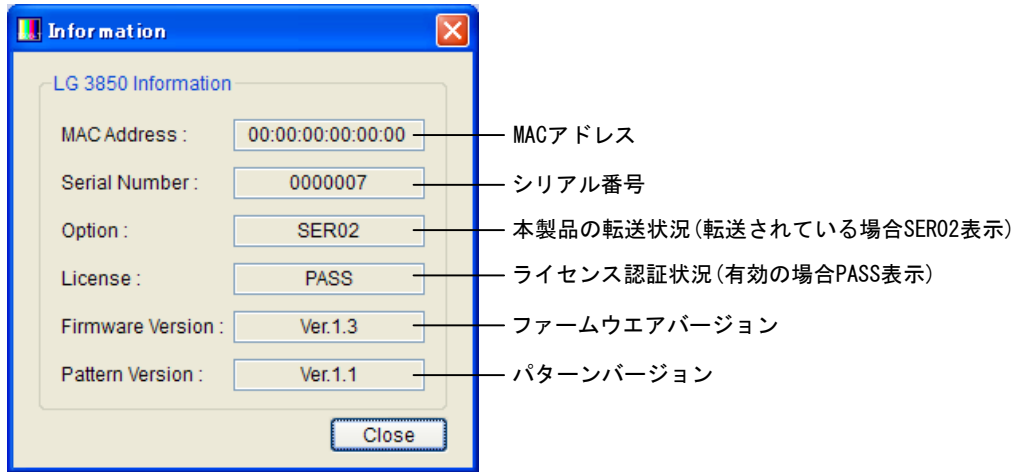 Information
LG 3850 Information
MAC Address : 00:00:00:00:00:00 MACアドレス
Serial Number : 0000007 シリアル番号
Option : SER02 本製品の転送状況(転送されている場合SER02表示)
License : PASS ライセンス認証状況(有効の場合PASS表示)
Firmware Version : Ver.1.3 ファームウエアバージョン
Pattern Version : Ver.1.1 パターンバージョン
Close